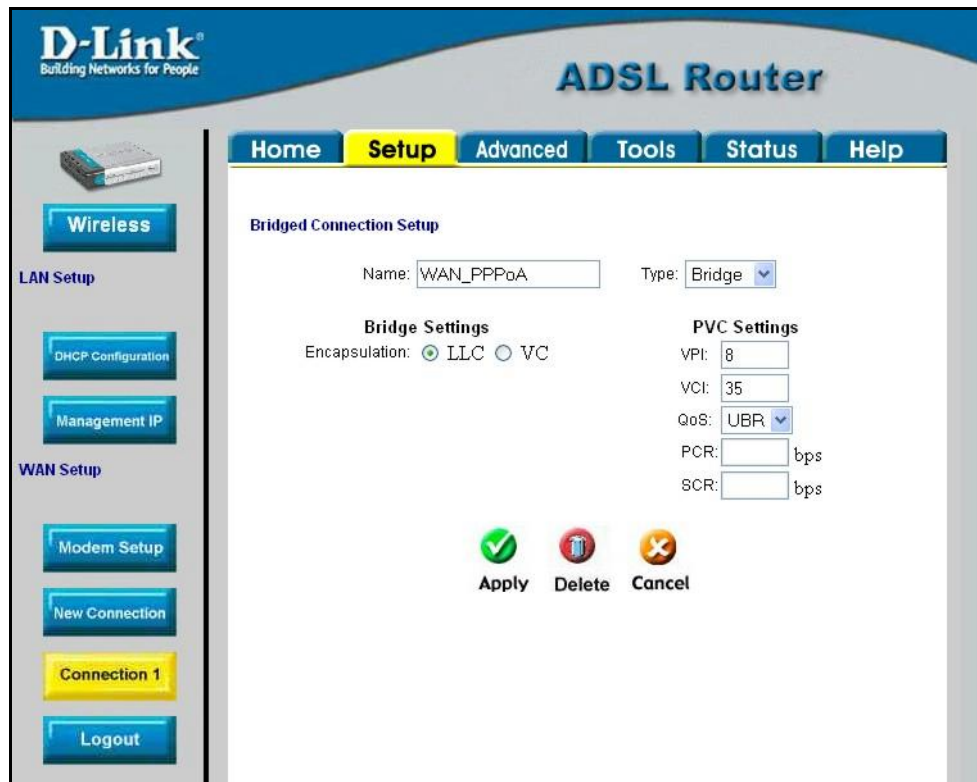 D-Link®
Building Networks for People
ADSL Router
Home Setup Advanced Tools Status Help
Wireless
LAN Setup
DHCP Configuration
Management IP
WAN Setup
Modem Setup
New Connection
Connection 1
Logout
Bridged Connection Setup
Name: WAN_PPPoA Type: Bridge
Bridge Settings PVC Settings
Encapsulation: LLC VC VPI: 8
VCI: 35
QoS: UBR
PCR: bps
SCR: bps
Apply Delete Cancel